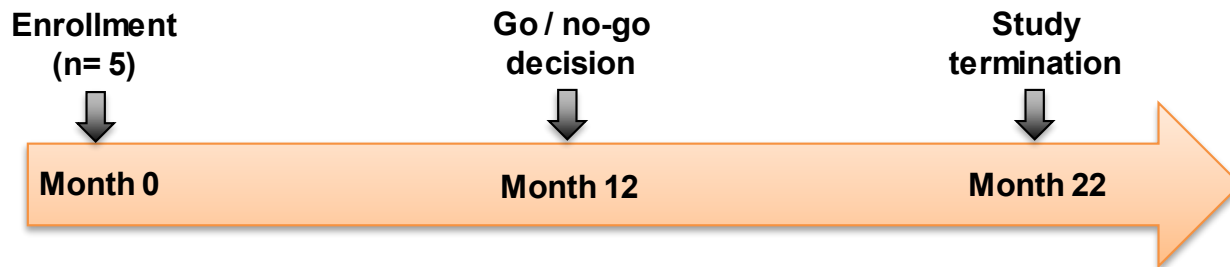 Enrollment
(n= 5)
Go / no-go
decision
Study
termination
Month 0
Month 12
Month 22